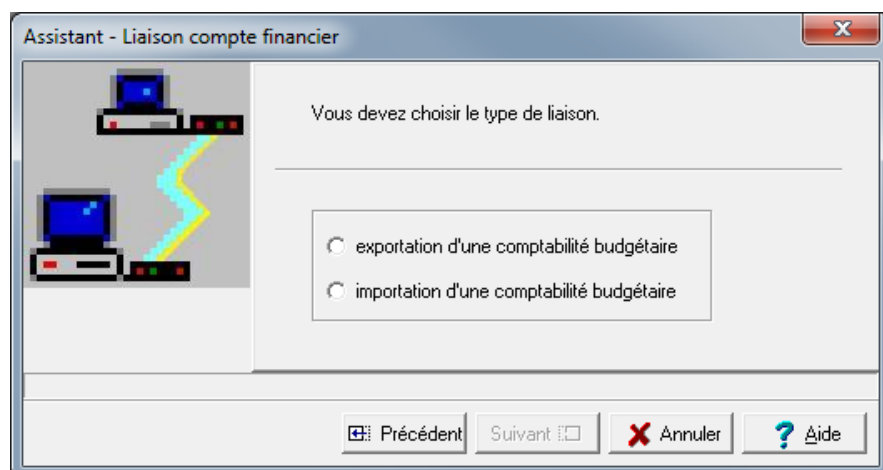 Assistant - Liaison compte financier
Vous devez choisir le type de liaison.
exportation d'une comptabilité budgétaire
importation d'une comptabilité budgétaire
Précédent Suivant Annuler Aide